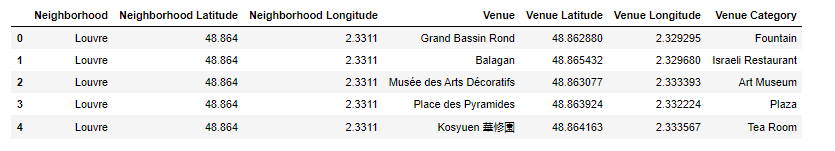 Neighborhood Neighborhood Latitude Neighborhood Longitude Venue Venue Latitude Venue Longitude Venue Category
0 Louvre 48.864 2.3311 Grand Bassin Rond 48.862880 2.329295 Fountain
1 Louvre 48.864 2.3311 Balagan 48.865432 2.329680 Israeli Restaurant
2 Louvre 48.864 2.3311 Musée des Arts Décoratifs 48.863077 2.333393 Art Museum
3 Louvre 48.864 2.3311 Place des Pyramides 48.863924 2.332224 Plaza
4 Louvre 48.864 2.3311 Kosyuen 華修園 48.864163 2.333567 Tea Room